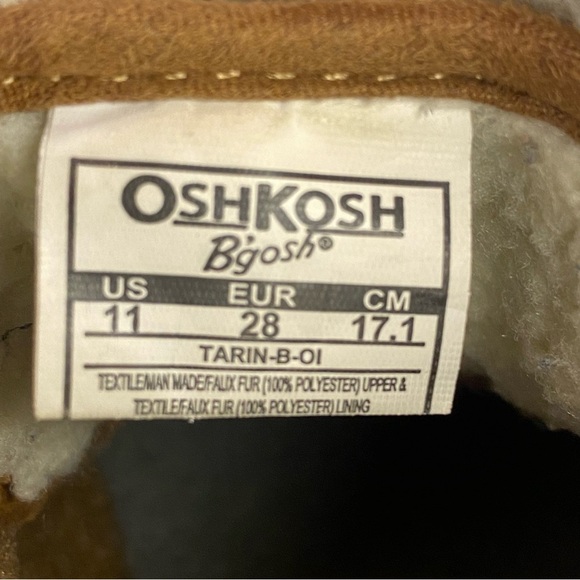 OSHKOSH
B'gosh®
US EUR CM
11 28 17.1
TARIN-B-OI
TEXTILE/MAN MADE/FAUX FUR (100% POLYESTER) UPPER &
TEXTILE/FAUX FUR (100% POLYESTER) LINING